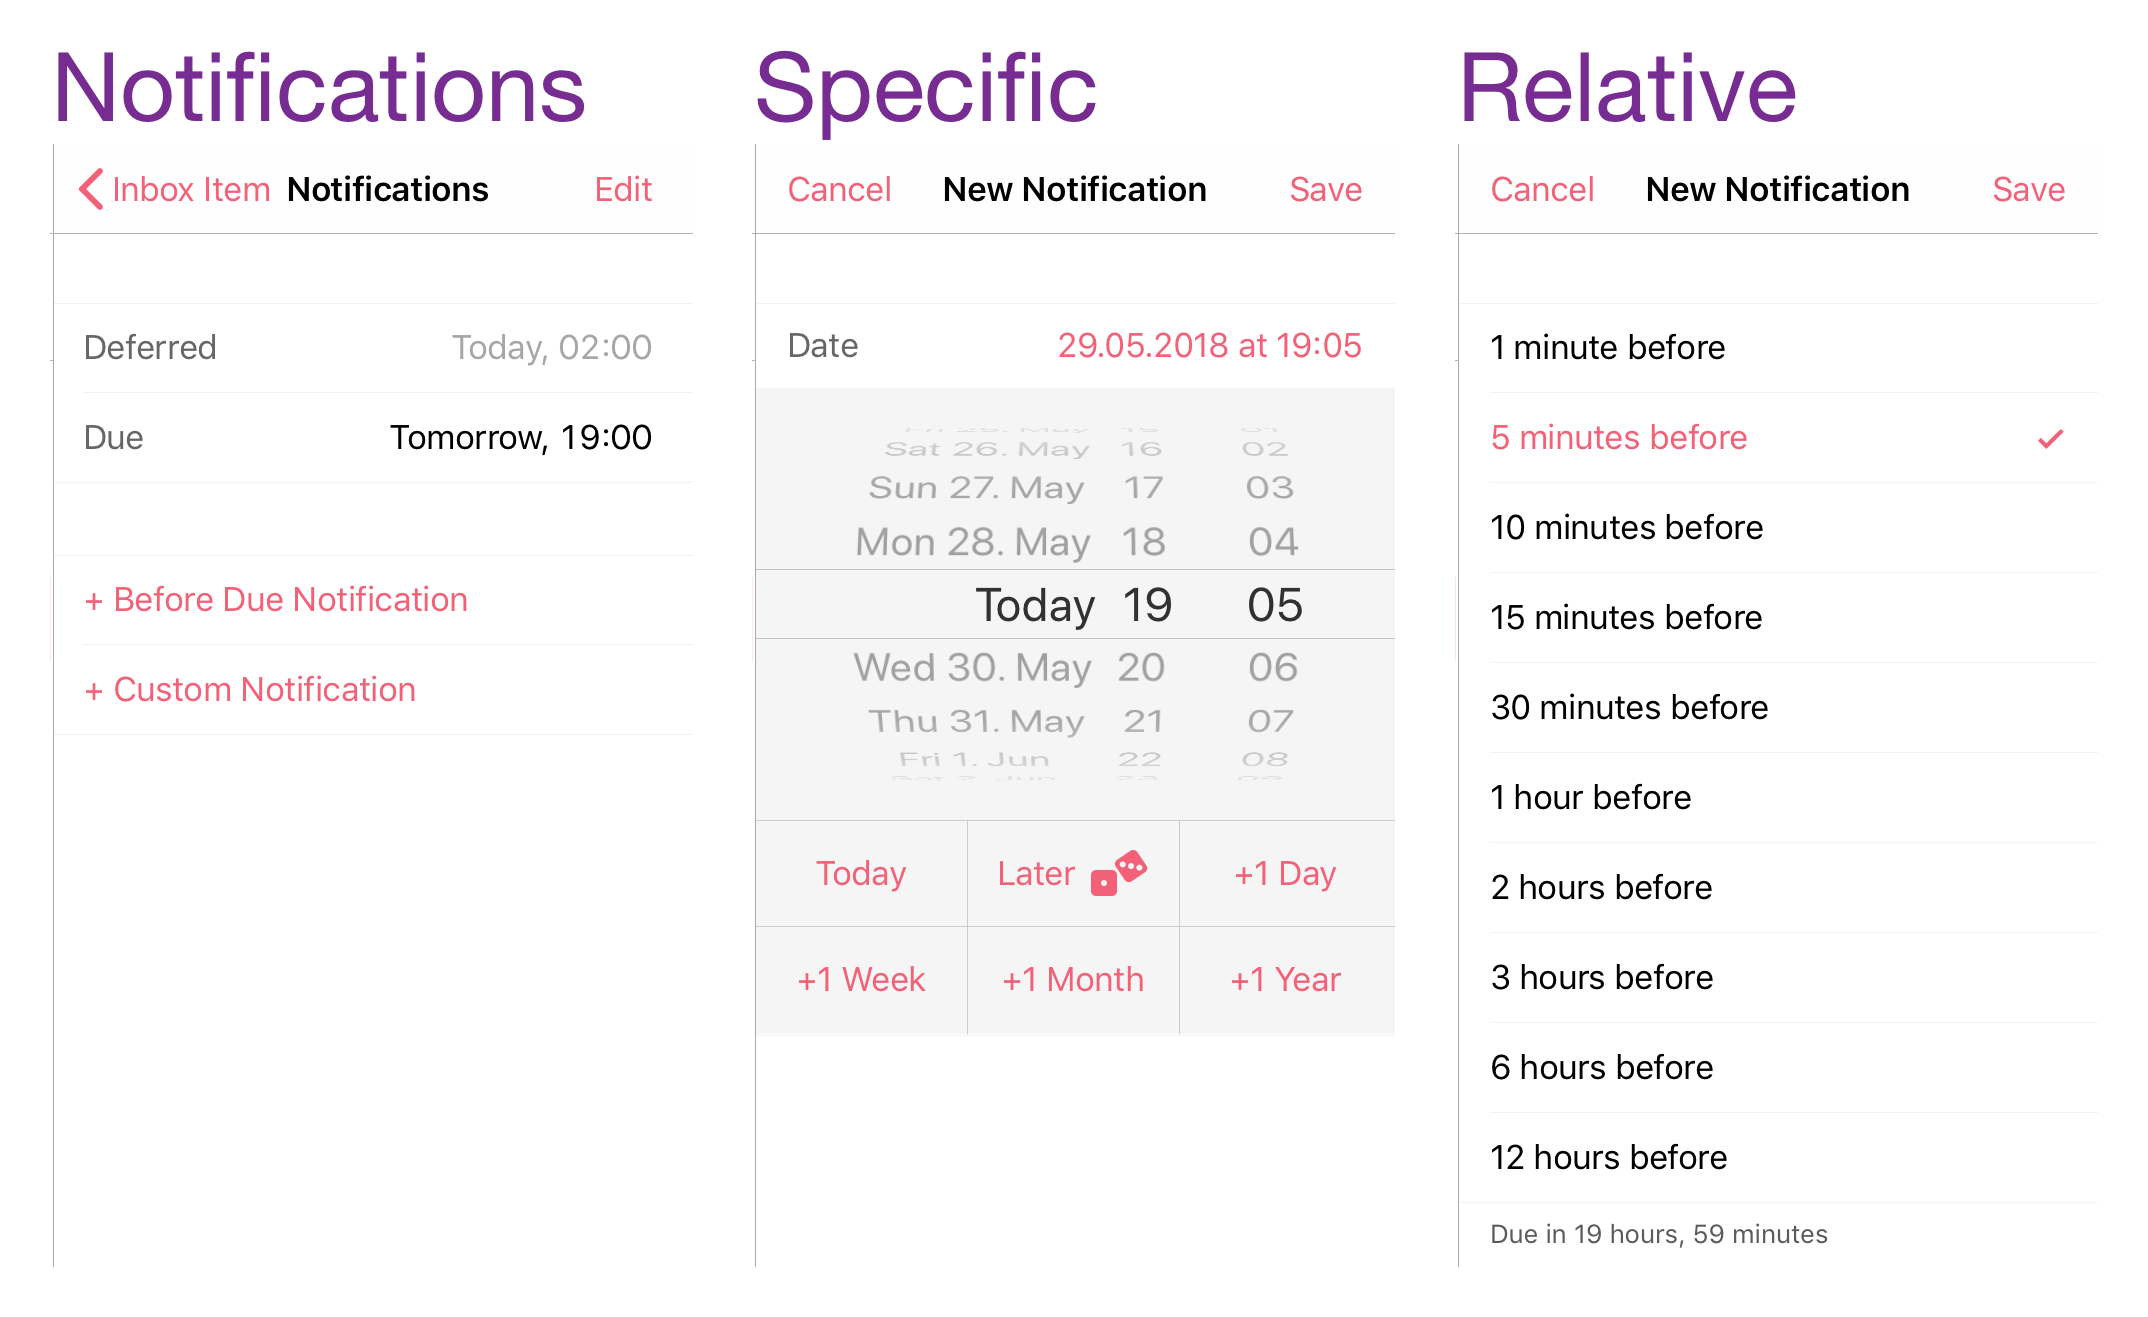 Notifications
Inbox Item Notifications Edit
Deferred Today, 02:00
Due Tomorrow, 19:00
+ Before Due Notification
+ Custom Notification
Specific
Cancel New Notification Save
Date 29.05.2018 at 19:05
Sat 26. May 16 02
Sun 27. May 17 03
Mon 28. May 18 04
Today 19 05
Wed 30. May 20 06
Thu 31. May 21 07
Fri 1. Jun 22 08
Today Later +1 Day
+1 Week +1 Month +1 Year
Relative
Cancel New Notification Save
1 minute before
5 minutes before
10 minutes before
15 minutes before
30 minutes before
1 hour before
2 hours before
3 hours before
6 hours before
12 hours before
Due in 19 hours, 59 minutes